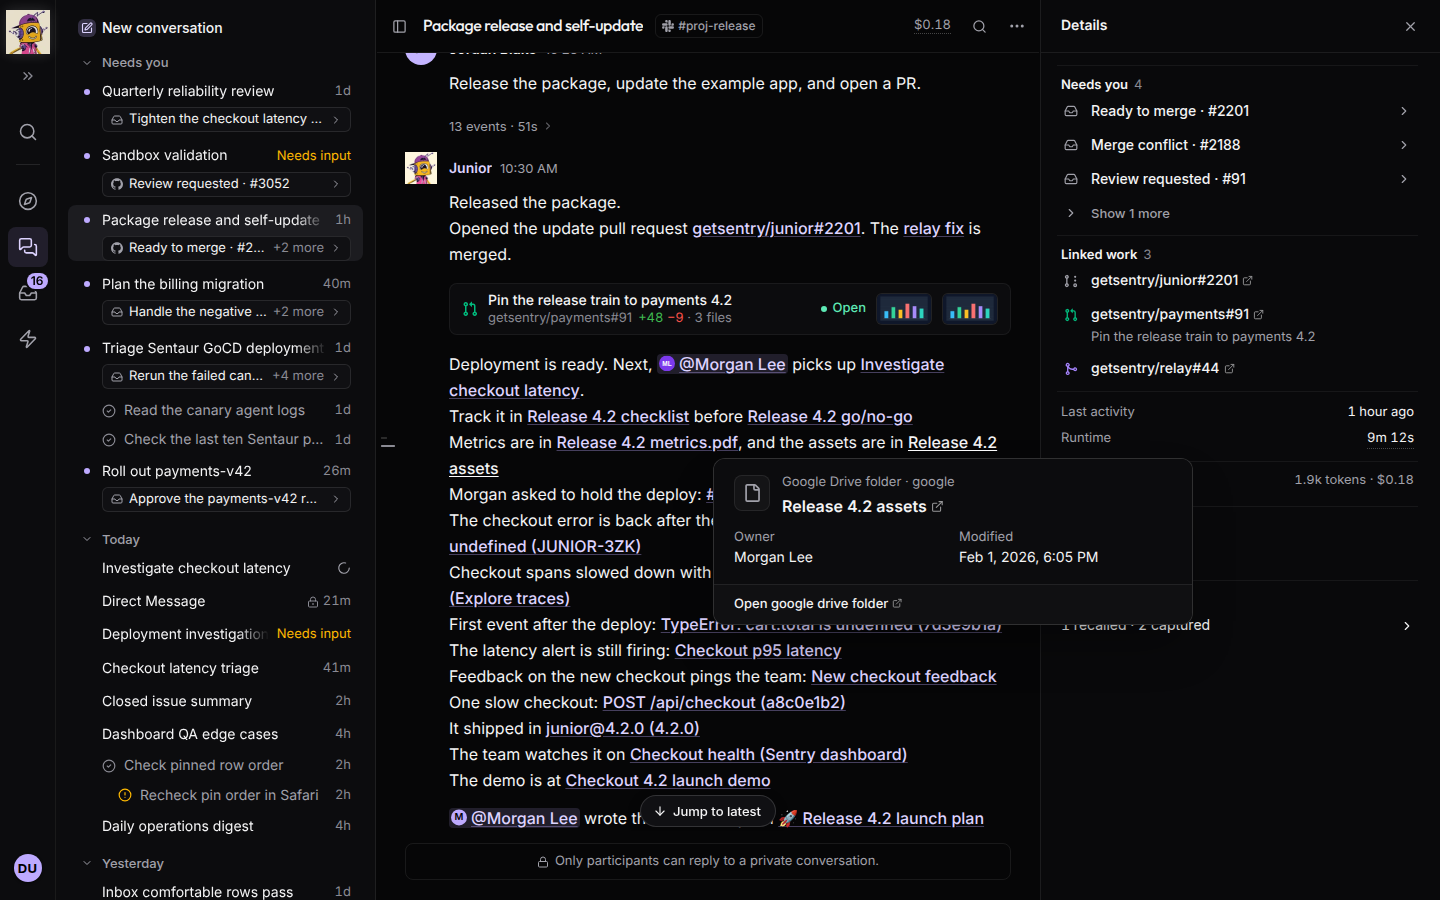 New conversation
Needs you
Quarterly reliability review 1d
Tighten the checkout latency ...
Sandbox validation Needs input
Review requested · #3052
Package release and self-update 1h
Ready to merge · #2... +2 more
Plan the billing migration 40m
Handle the negative ... +2 more
Triage Sentaur GoCD deployment 1d
Rerun the failed can... +4 more
Read the canary agent logs 1d
Check the last ten Sentaur p... 1d
Roll out payments-v42 26m
Approve the payments-v42 r...
Today
Investigate checkout latency
Direct Message 21m
Deployment investigation Needs input
Checkout latency triage 41m
Closed issue summary 2h
Dashboard QA edge cases 4h
Check pinned row order 2h
Recheck pin order in Safari 2h
Daily operations digest 4h
Yesterday
Inbox comfortable rows pass 1d
16
DU
Package release and self-update #proj-release $0.18
Release the package, update the example app, and open a PR.
13 events · 51s
Junior 10:30 AM
Released the package.
Opened the update pull request getsentry/junior#2201. The relay fix is
merged.
Pin the release train to payments 4.2
getsentry/payments#91 +48 −9 · 3 files
Open
Deployment is ready. Next, ML @Morgan Lee picks up Investigate
checkout latency.
Track it in Release 4.2 checklist before Release 4.2 go/no-go
Metrics are in Release 4.2 metrics.pdf, and the assets are in Release 4.2
assets
Morgan asked to hold the deploy: #
The checkout error is back after the
undefined (JUNIOR-3ZK)
Checkout spans slowed down with
(Explore traces)
First event after the deploy: TypeError: cart.total is undefined (7d3e9b1a)
The latency alert is still firing: Checkout p95 latency
Feedback on the new checkout pings the team: New checkout feedback
One slow checkout: POST /api/checkout (a8c0e1b2)
It shipped in junior@4.2.0 (4.2.0)
The team watches it on Checkout health (Sentry dashboard)
The demo is at Checkout 4.2 launch demo
M @Morgan Lee wrote 🚀 Release 4.2 launch plan
Jump to latest
Only participants can reply to a private conversation.
Google Drive folder · google
Release 4.2 assets
Owner Modified
Morgan Lee Feb 1, 2026, 6:05 PM
Open google drive folder
Details
Needs you 4
Ready to merge · #2201
Merge conflict · #2188
Review requested · #91
Show 1 more
Linked work 3
getsentry/junior#2201
getsentry/payments#91
Pin the release train to payments 4.2
getsentry/relay#44
Last activity 1 hour ago
Runtime 9m 12s
1.9k tokens · $0.18
1 recalled · 2 captured